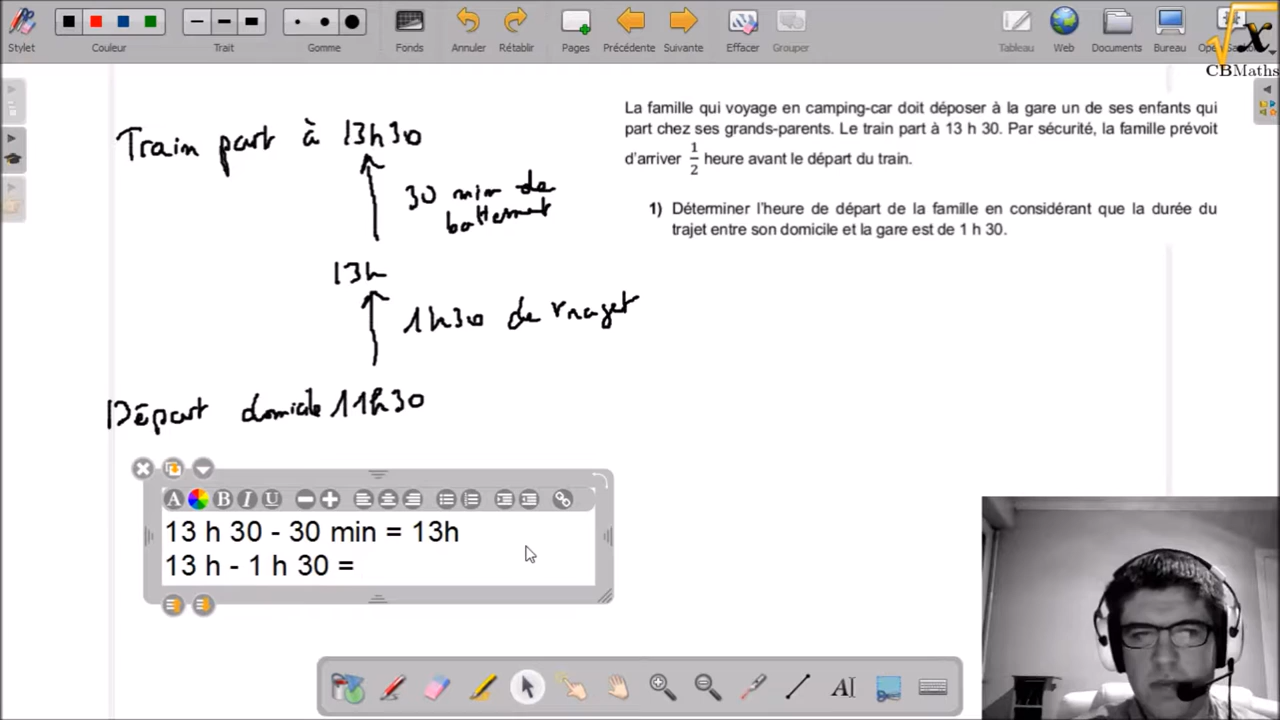 Stylet
Couleur
Trait
Gomme
Fonds
Annuler
Rétablir
Pages
Précédente
Suivante
Effacer
Grouper
Tableau
Web
Documents
Bureau
CBMaths
Train part à 13h30
30 min de
battement
13h
1h30 de trajet
Départ domicile 11h30
La famille qui voyage en camping-car doit déposer à la gare un de ses enfants qui
part chez ses grands-parents. Le train part à 13 h 30. Par sécurité, la famille prévoit
d'arriver 1/2 heure avant le départ du train.
1) Déterminer l'heure de départ de la famille en considérant que la durée du
trajet entre son domicile et la gare est de 1 h 30.
A B I U
13 h 30 - 30 min = 13h
13 h - 1 h 30 =
AI